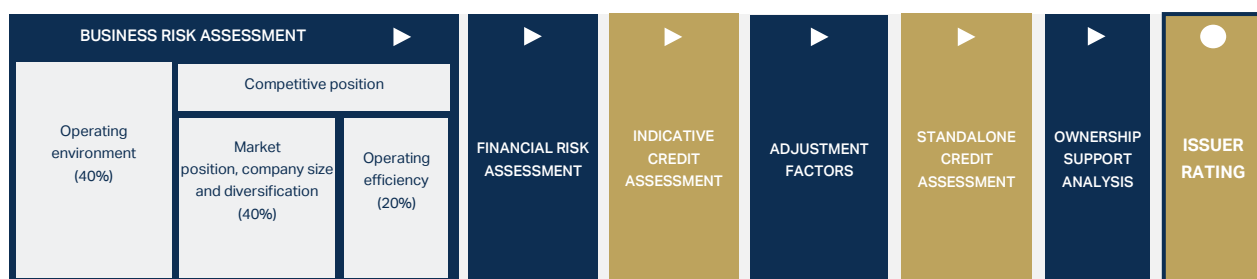 BUSINESS RISK ASSESSMENT
Competitive position
Operating
environment
(40%)
Market
position, company size
and diversification
(40%)
Operating
efficiency
(20%)
FINANCIAL RISK
ASSESSMENT
INDICATIVE
CREDIT
ASSESSMENT
ADJUSTMENT
FACTORS
STANDALONE
CREDIT
ASSESSMENT
OWNERSHIP
SUPPORT
ANALYSIS
ISSUER
RATING